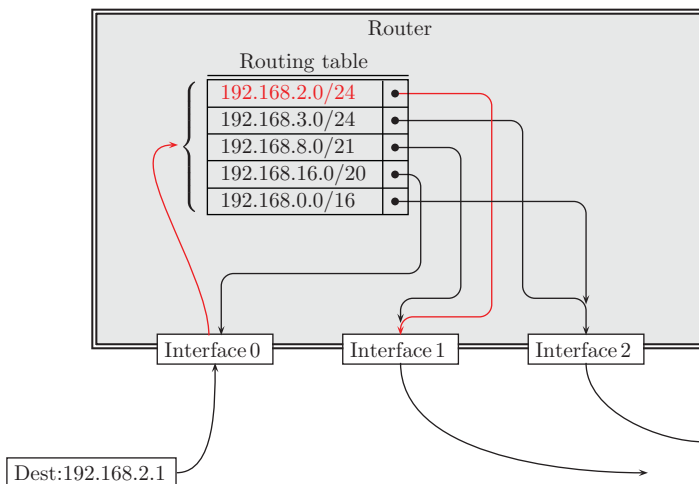 Router
Routing table
192.168.2.0/24
192.168.3.0/24
192.168.8.0/21
192.168.16.0/20
192.168.0.0/16
Interface 0
Interface 1
Interface 2
Dest:192.168.2.1